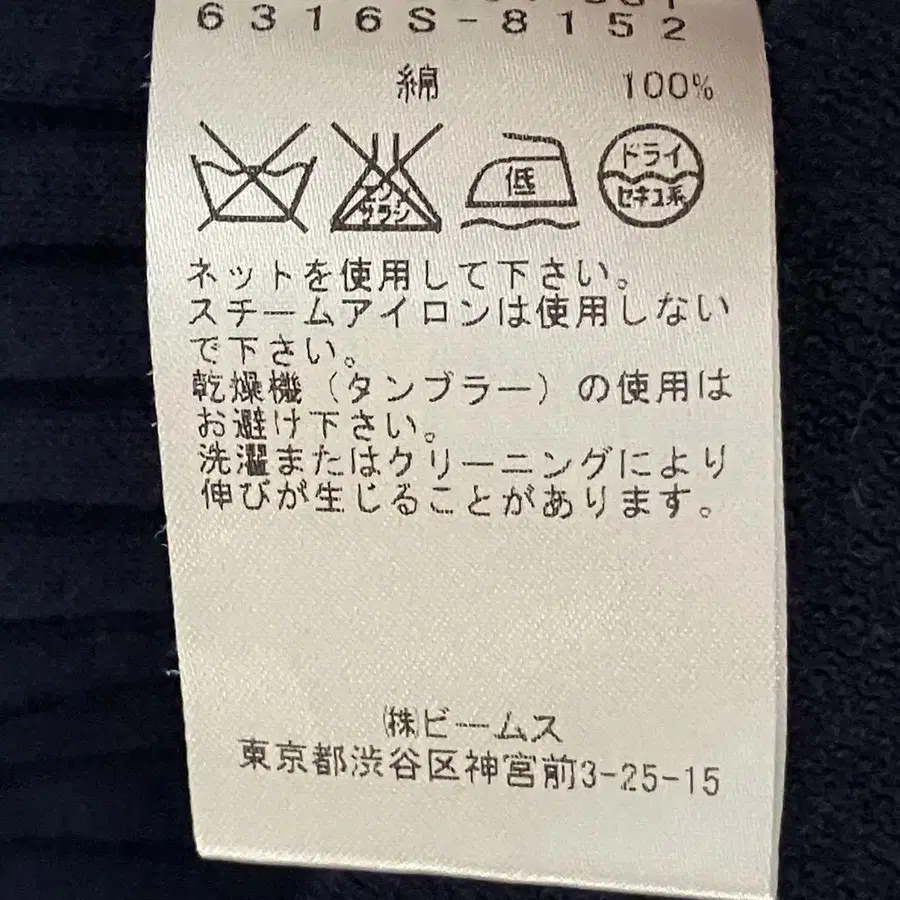 6316S-8152
綿 100%
エンソ
サラシ
低
ドライ
セキユ系
ネットを使用して下さい。
スチームアイロンは使用しない
で下さい。
乾燥機（タンブラー）の使用は
お避け下さい。
洗濯またはクリーニングにより
伸びが生じることがあります。
㈱ビームス
東京都渋谷区神宮前3-25-15